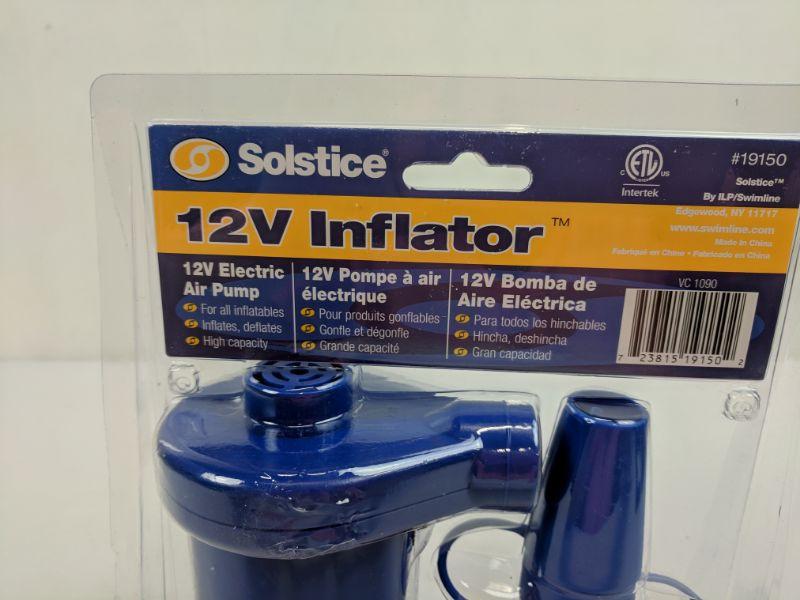 Solstice®
C ETL US
Intertek
#19150
Solstice™
By ILP/Swimline
Edgewood, NY 11717
www.swimline.com
Made in China
Fabriqué en Chine • Fabricado en China
12V Inflator™
12V Electric
Air Pump
For all inflatables
Inflates, deflates
High capacity
12V Pompe à air
électrique
Pour produits gonflables
Gonfle et dégonfle
Grande capacité
12V Bomba de
Aire Eléctrica
Para todos los hinchables
Hincha, deshincha
Gran capacidad
VC 1090
7 23815 19150 2